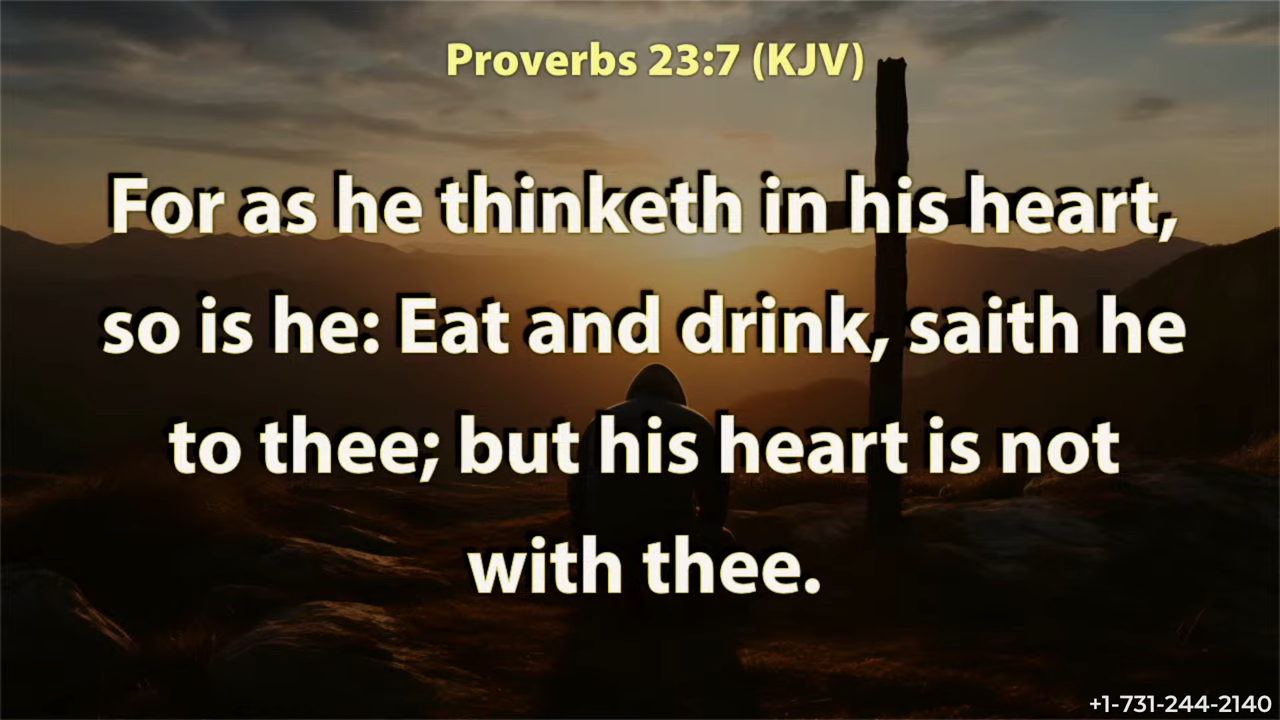 Proverbs 23:7 (KJV)
For as he thinketh in his heart,
so is he: Eat and drink, saith he
to thee; but his heart is not
with thee.
+1-731-244-2140